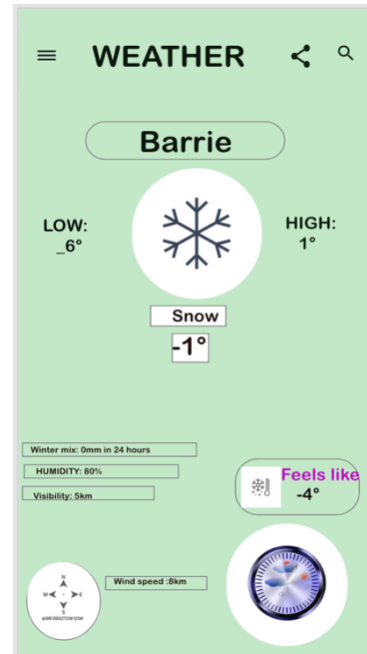 WEATHER
Barrie
LOW:
_6°
HIGH:
1°
Snow
-1°
Winter mix: 0mm in 24 hours
HUMIDITY: 80%
Visibility: 5km
Feels like
-4°
N
W E
S
Wind speed :8km